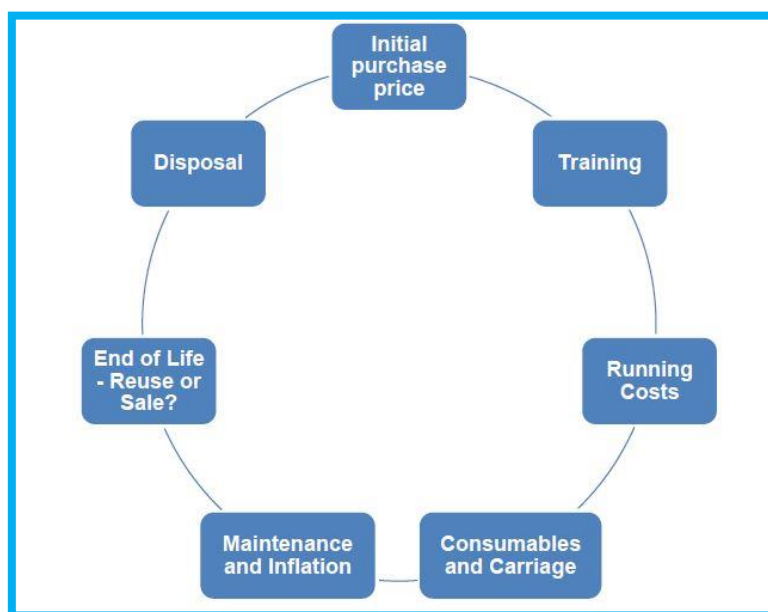 Initial
purchase
price
Training
Running
Costs
Consumables
and Carriage
Maintenance
and Inflation
End of Life
- Reuse or
Sale?
Disposal